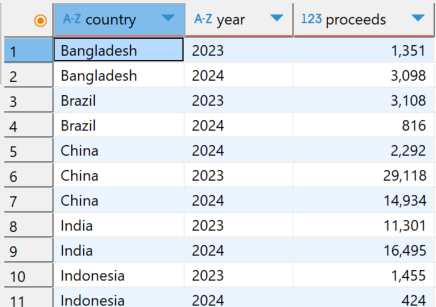 A-Z country A-Z year 123 proceeds
1 Bangladesh 2023 1,351
2 Bangladesh 2024 3,098
3 Brazil 2023 3,108
4 Brazil 2024 816
5 China 2024 2,292
6 China 2023 29,118
7 China 2024 14,934
8 India 2023 11,301
9 India 2024 16,495
10 Indonesia 2023 1,455
11 Indonesia 2024 424